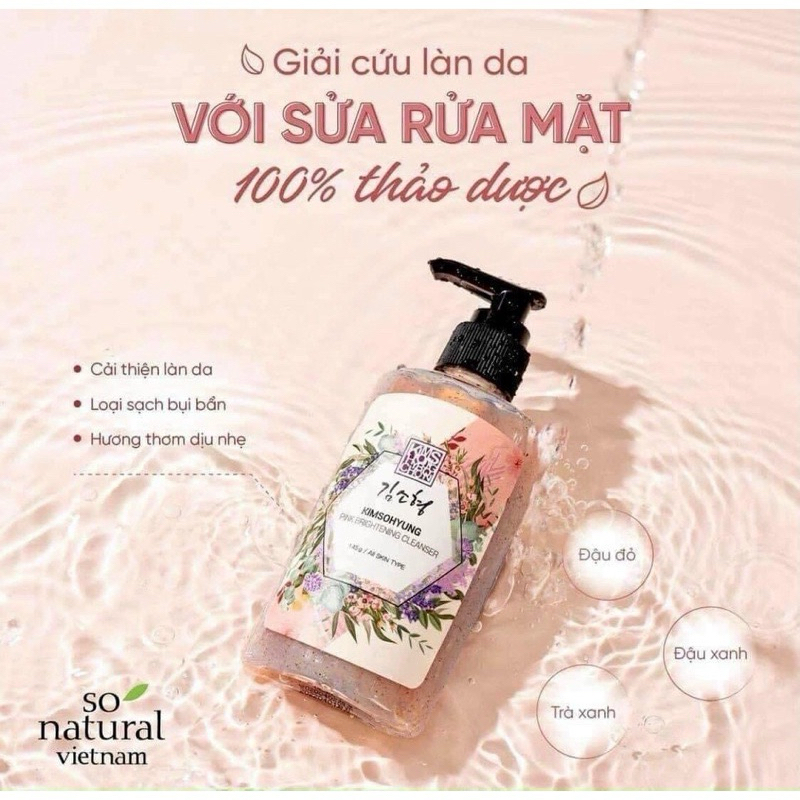 Giải cứu làn da
VỚI SỬA RỬA MẶT
100% thảo dược
• Cải thiện làn da
• Loại sạch bụi bẩn
• Hương thơm dịu nhẹ
김소형
KIMSOHYUNG
PINK BRIGHTENING CLEANSER
145g / All SKIN TYPE
Đậu đỏ
Đậu xanh
Trà xanh
so
natural
vietnam